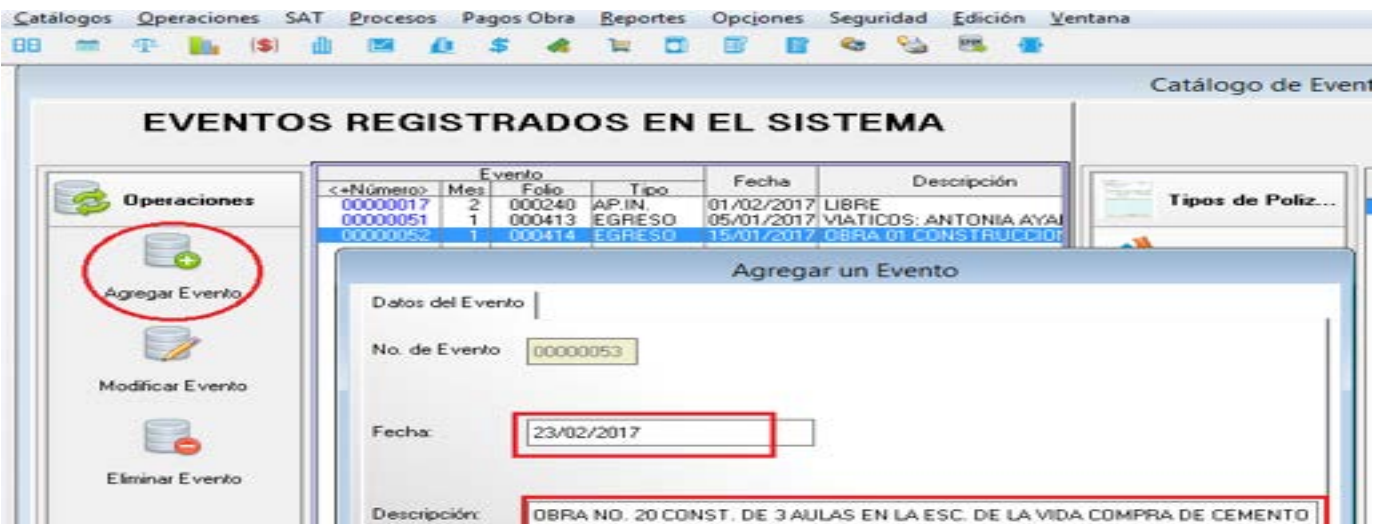 Catálogos Operaciones SAT Procesos Pagos Obra Reportes Opciones Seguridad Edición Ventana
Catálogo de Event
EVENTOS REGISTRADOS EN EL SISTEMA
Operaciones
Agregar Evento
Modificar Evento
Eliminar Evento
Evento Fecha Descripción
<+Número> Mes Folio Tipo
00000017 2 000240 AP.IN. 01/02/2017 LIBRE
00000051 1 000413 EGRESO 05/01/2017 VIATICOS: ANTONIA AYAL
00000052 1 000414 EGRESO 15/01/2017 OBRA 01 CONSTRUCCION
Tipos de Poliz...
Agregar un Evento
Datos del Evento
No. de Evento 00000053
Fecha: 23/02/2017
Descripción: OBRA NO. 20 CONST. DE 3 AULAS EN LA ESC. DE LA VIDA COMPRA DE CEMENTO